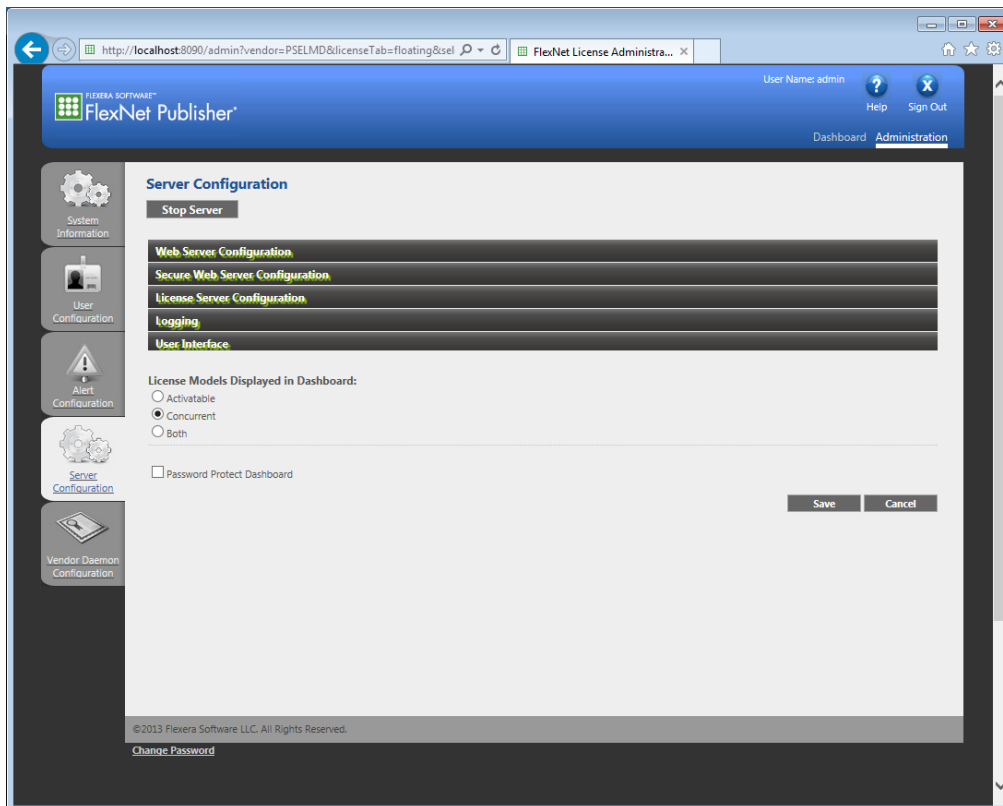 http://localhost:8090/admin?vendor=PSELMD&licenseTab=floating&sel
FlexNet License Administra...
User Name: admin
FLEXERA SOFTWARE™
FlexNet Publisher®
Help
Sign Out
Dashboard Administration
System
Information
User
Configuration
Alert
Configuration
Server
Configuration
Vendor Daemon
Configuration
Server Configuration
Stop Server
Web Server Configuration
Secure Web Server Configuration
License Server Configuration
Logging
User Interface
License Models Displayed in Dashboard:
Activatable
Concurrent
Both
Password Protect Dashboard
Save Cancel
©2013 Flexera Software LLC. All Rights Reserved.
Change Password